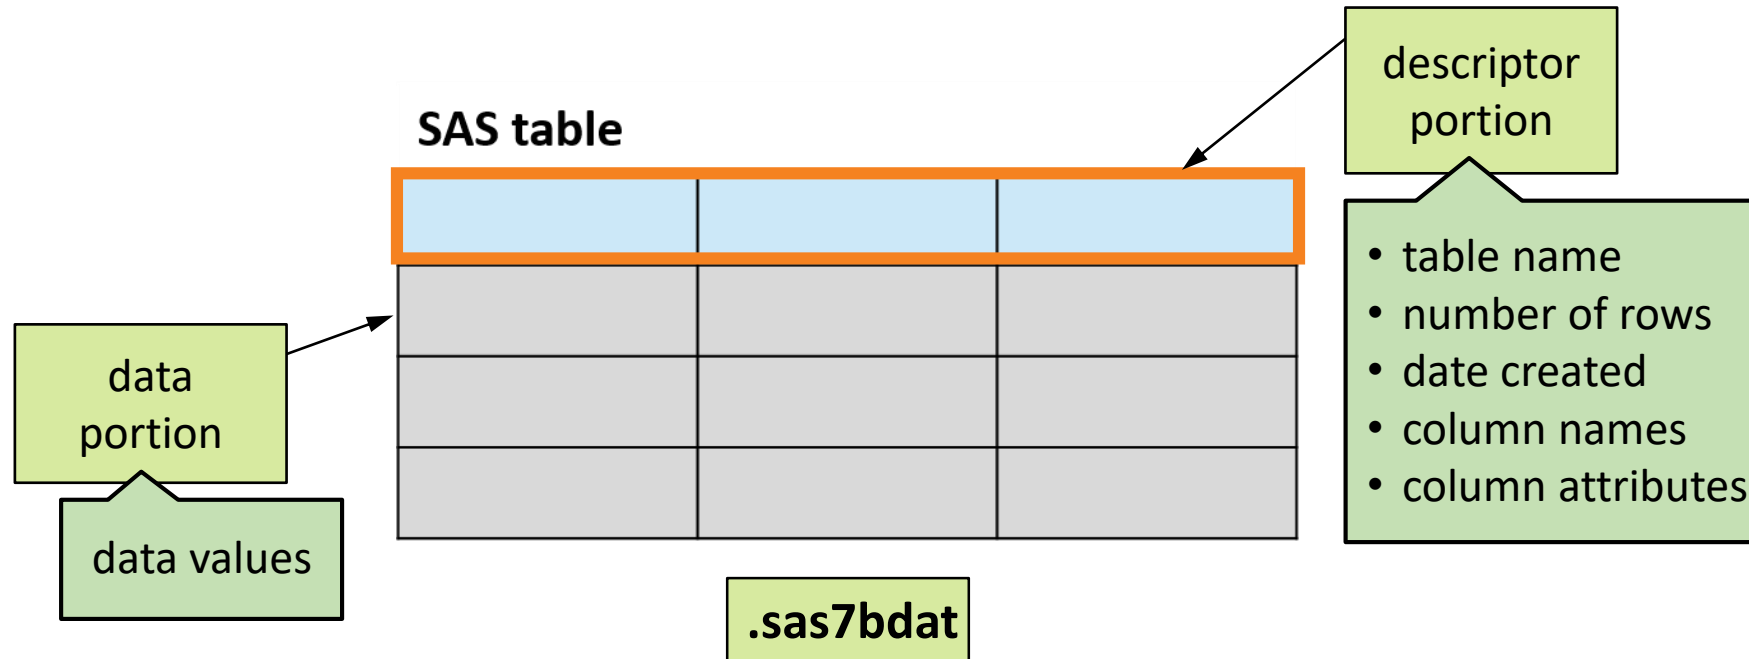 descriptor
portion
SAS table
• table name
• number of rows
• date created
• column names
• column attributes
data
portion
data values
.sas7bdat